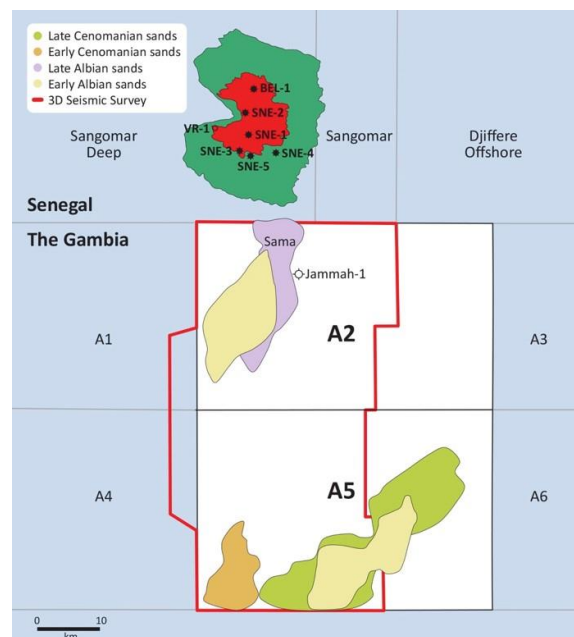 Late Cenomanian sands
Early Cenomanian sands
Late Albian sands
Early Albian sands
3D Seismic Survey
BEL-1
SNE-2
VR-1
SNE-1
SNE-3
SNE-4
SNE-5
Sangomar
Deep
Sangomar
Djiffere
Offshore
Senegal
The Gambia
Sama
Jammah-1
A1
A2
A3
A4
A5
A6
0 10
km